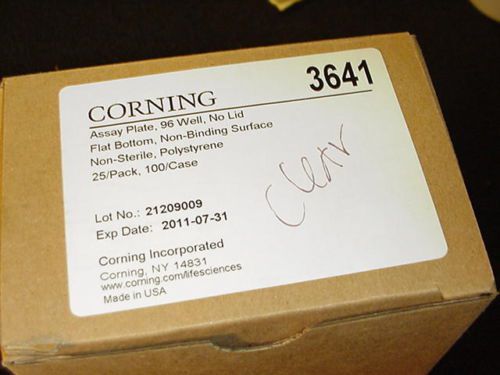 CORNING
3641
Assay Plate, 96 Well, No Lid
Flat Bottom, Non-Binding Surface
Non-Sterile, Polystyrene
25/Pack, 100/Case
Clear
Lot No.: 21209009
Exp Date: 2011-07-31
Corning Incorporated
Corning, NY 14831
www.corning.com/lifesciences
Made in USA